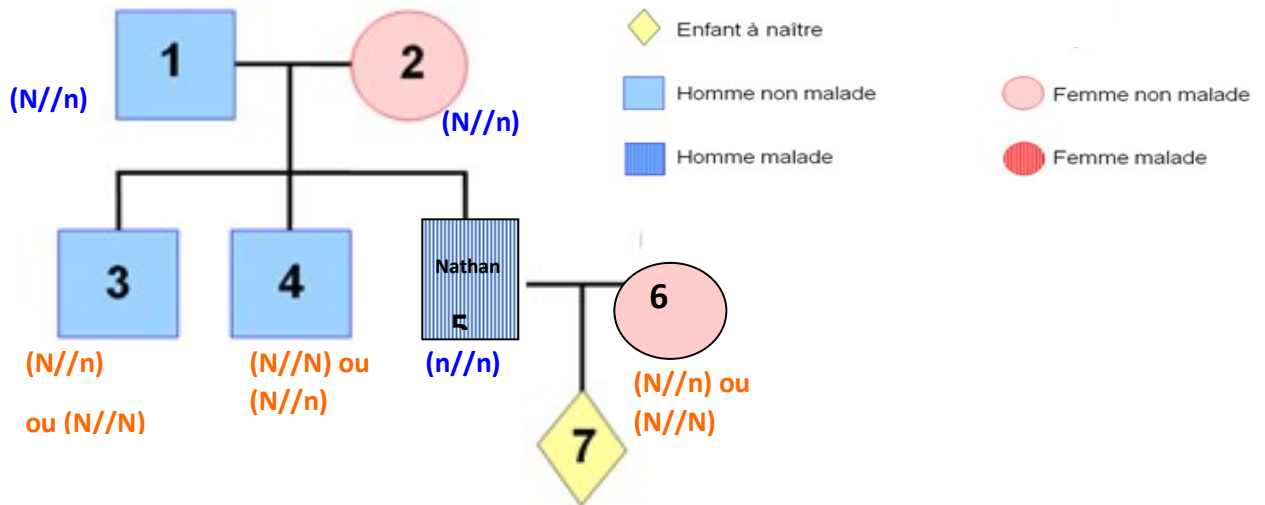 1
2
(N//n)
(N//n)
Enfant à naître
Homme non malade
Femme non malade
Homme malade
Femme malade
3
4
Nathan
5
6
(N//n)
ou (N//N)
(N//N) ou
(N//n)
(n//n)
(N//n) ou
(N//N)
7